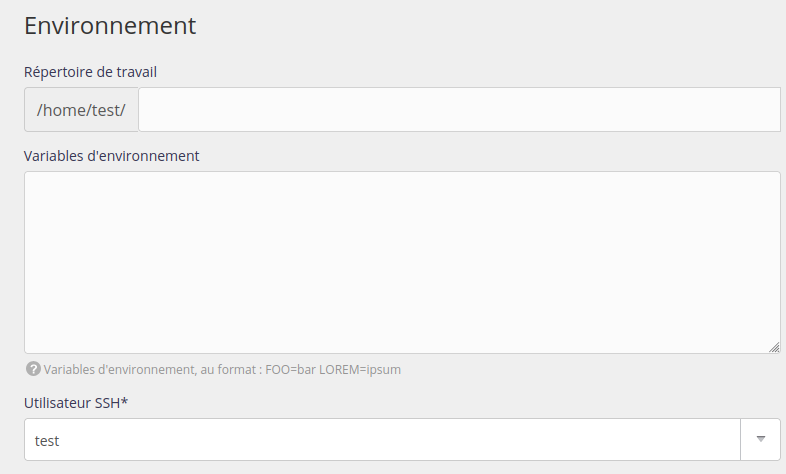 Environnement
Répertoire de travail
/home/test/
Variables d'environnement
? Variables d'environnement, au format : FOO=bar LOREM=ipsum
Utilisateur SSH*
test